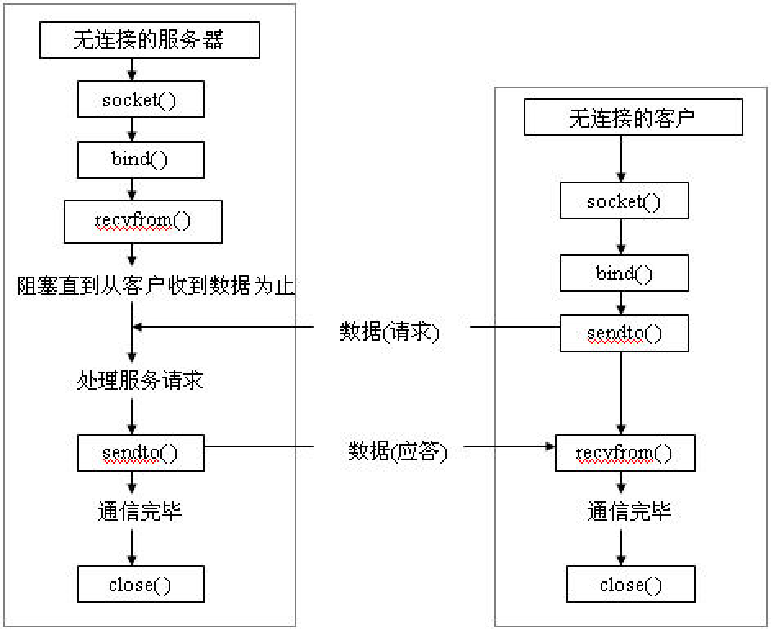 无连接的服务器
socket()
bind()
recvfrom()
阻塞直到从客户收到数据为止
处理服务请求
sendto()
通信完毕
close()
数据(请求)
数据(应答)
无连接的客户
socket()
bind()
sendto()
recvfrom()
通信完毕
close()